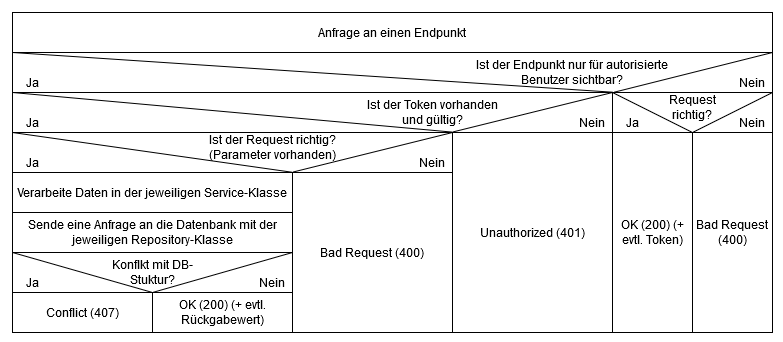 Anfrage an einen Endpunkt
Ist der Endpunkt nur für autorisierte
Benutzer sichtbar?
Ja
Nein
Ist der Token vorhanden
und gültig?
Ja
Nein
Request
richtig?
Ja
Nein
Ist der Request richtig?
(Parameter vorhanden)
Ja
Nein
Verarbeite Daten in der jeweiligen Service-Klasse
Sende eine Anfrage an die Datenbank mit der
jeweiligen Repository-Klasse
Konflkt mit DB-
Stuktur?
Ja
Nein
Conflict (407)
OK (200) (+ evtl.
Rückgabewert)
Bad Request (400)
Unauthorized (401)
OK (200) (+
evtl. Token)
Bad Request
(400)